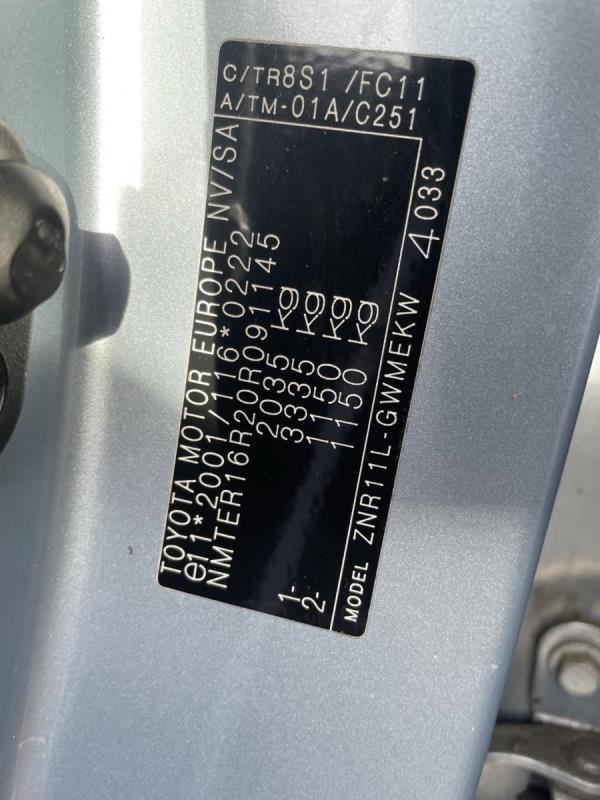 TOYOTA MOTOR EUROPE NV/SA
e11*2001/116*0222
NMTER16R20R091145
2035 kg
3335 kg
1- 1150 kg
2- 1150 kg
MODEL ZNR11L-GWMEKW 4033
C/TR8S1 /FC11
A/TM-01A/C251